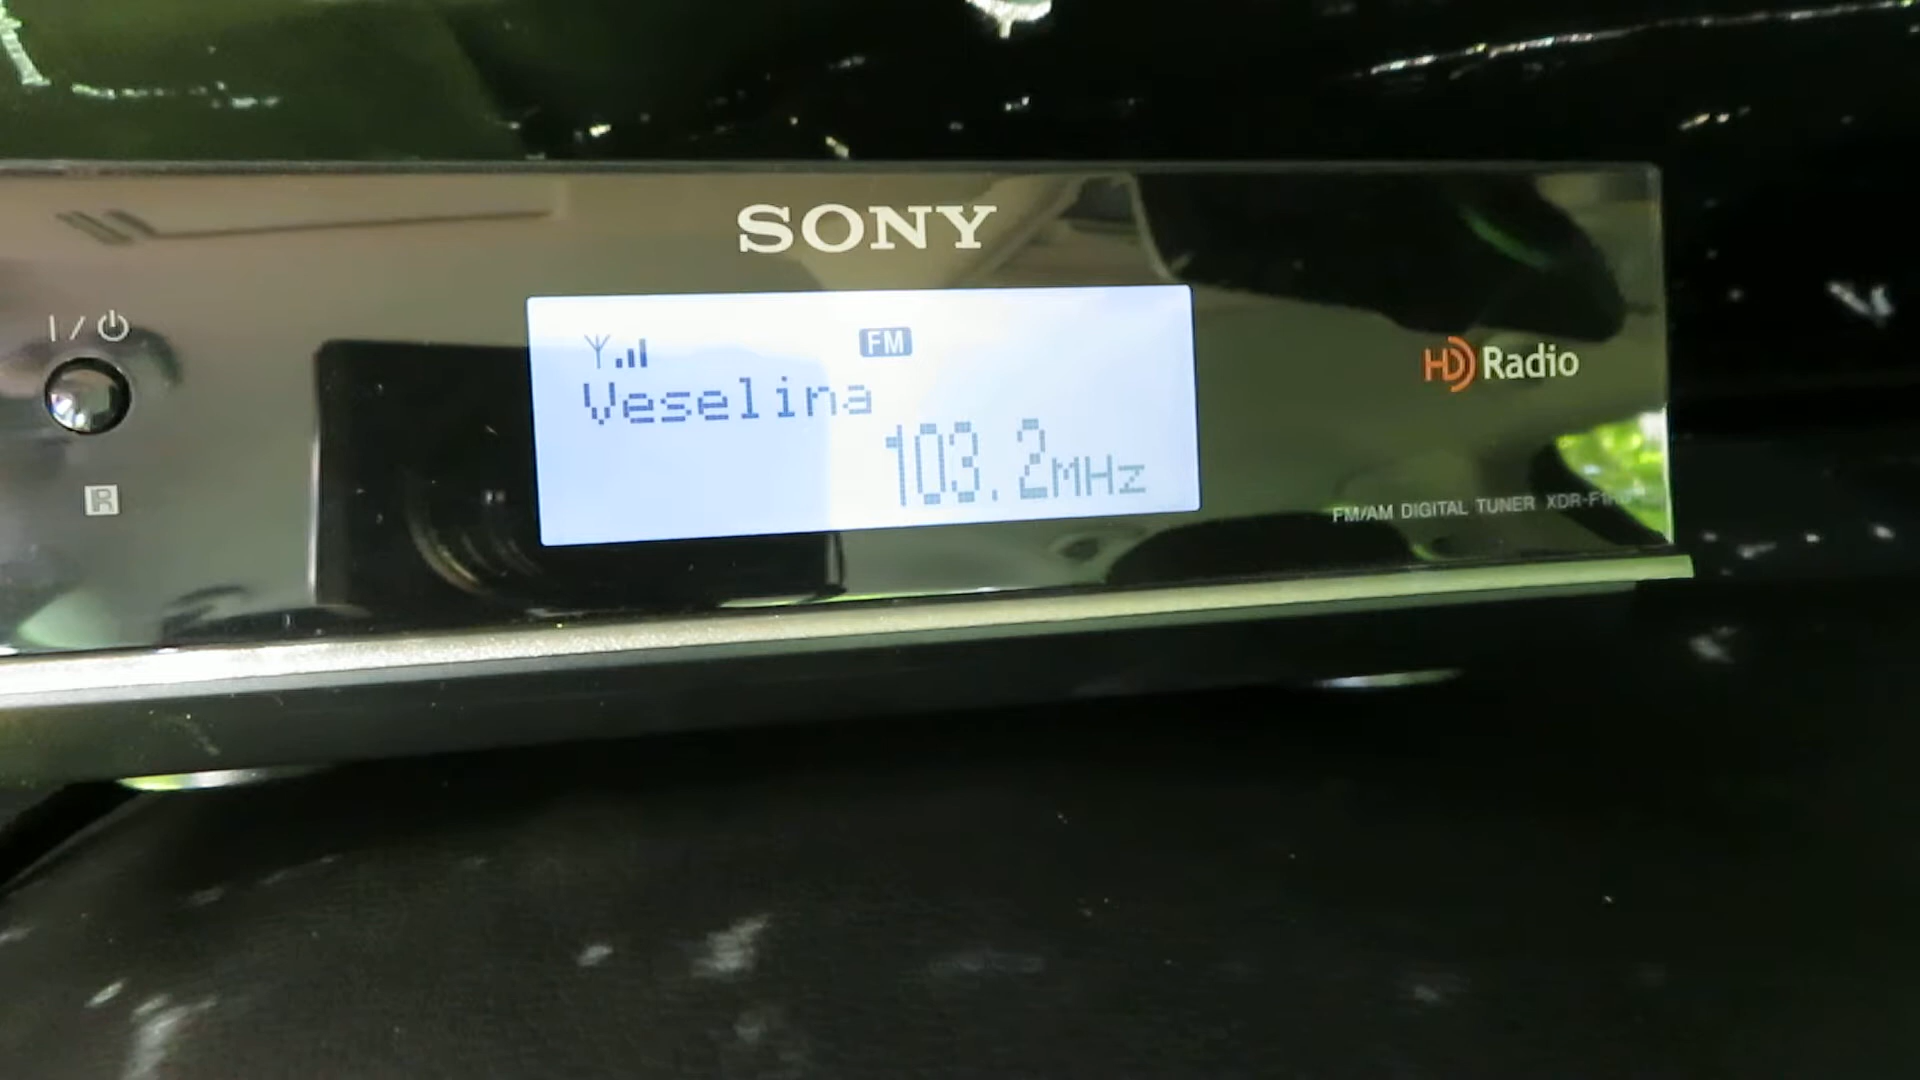 SONY
I / ⏻
FM
Veselina
103.2MHz
HD Radio
R
FM/AM DIGITAL TUNER